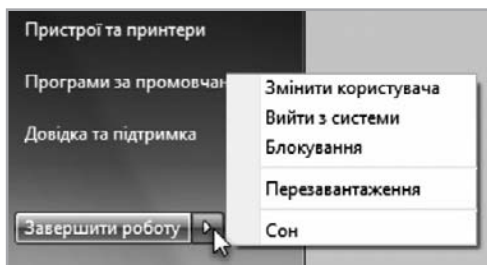 Пристрої та принтери
Програми за промовчан
Довідка та підтримка
Завершити роботу
Змінити користувача
Вийти з системи
Блокування
Перезавантаження
Сон